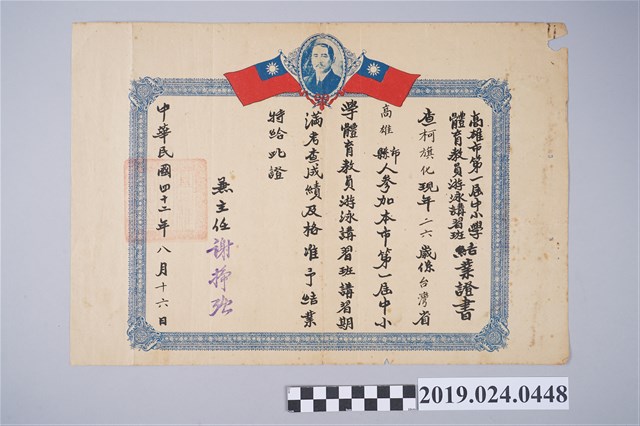 高雄市第一屆中小學
體育教員游泳講習班
結業證書
查柯旗化現年二六歲係台灣省
高雄縣市人參加本市第一屆中小
學體育教員游泳講習班講習期
滿考查成績及格准予結業
特給此證
兼主任謝掙強
中華民國四十二年八月十六日
2019.024.0448